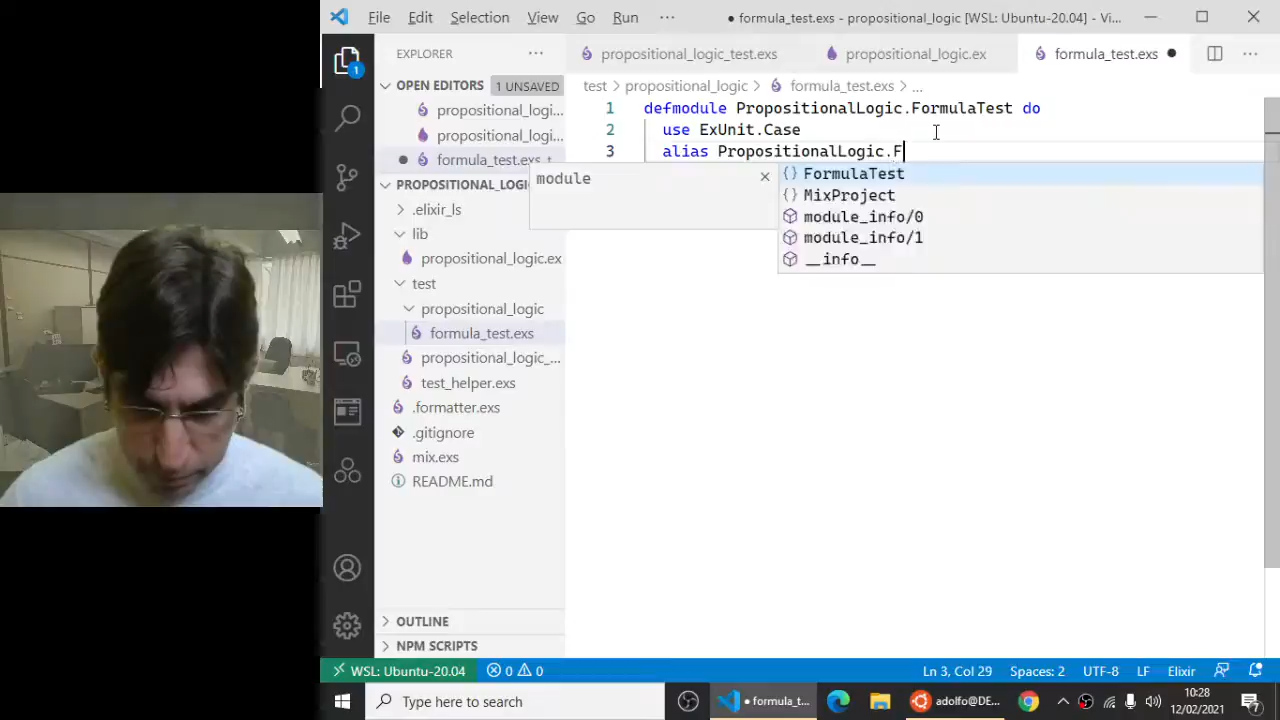 File Edit Selection View Go Run ··· ● formula_test.exs - propositional_logic [WSL: Ubuntu-20.04] - Vi...
EXPLORER ···
propositional_logic_test.exs propositional_logic.ex formula_test.exs ●
OPEN EDITORS 1 UNSAVED
test > propositional_logic > formula_test.exs > ...
propositional_logi...
propositional_logi...
● formula_test.exs t
PROPOSITIONAL_LOGI
.elixir_ls
lib
propositional_logic.ex
test
propositional_logic
formula_test.exs
propositional_logic_...
test_helper.exs
.formatter.exs
.gitignore
mix.exs
README.md
OUTLINE
NPM SCRIPTS
1
1 defmodule PropositionalLogic.FormulaTest do
2 use ExUnit.Case
3 alias PropositionalLogic.F
module
FormulaTest
MixProject
module_info/0
module_info/1
__info__
WSL: Ubuntu-20.04 0 0 Ln 3, Col 29 Spaces: 2 UTF-8 LF Elixir
Type here to search
● formula_t...
adolfo@DE...
10:28
12/02/2021
7